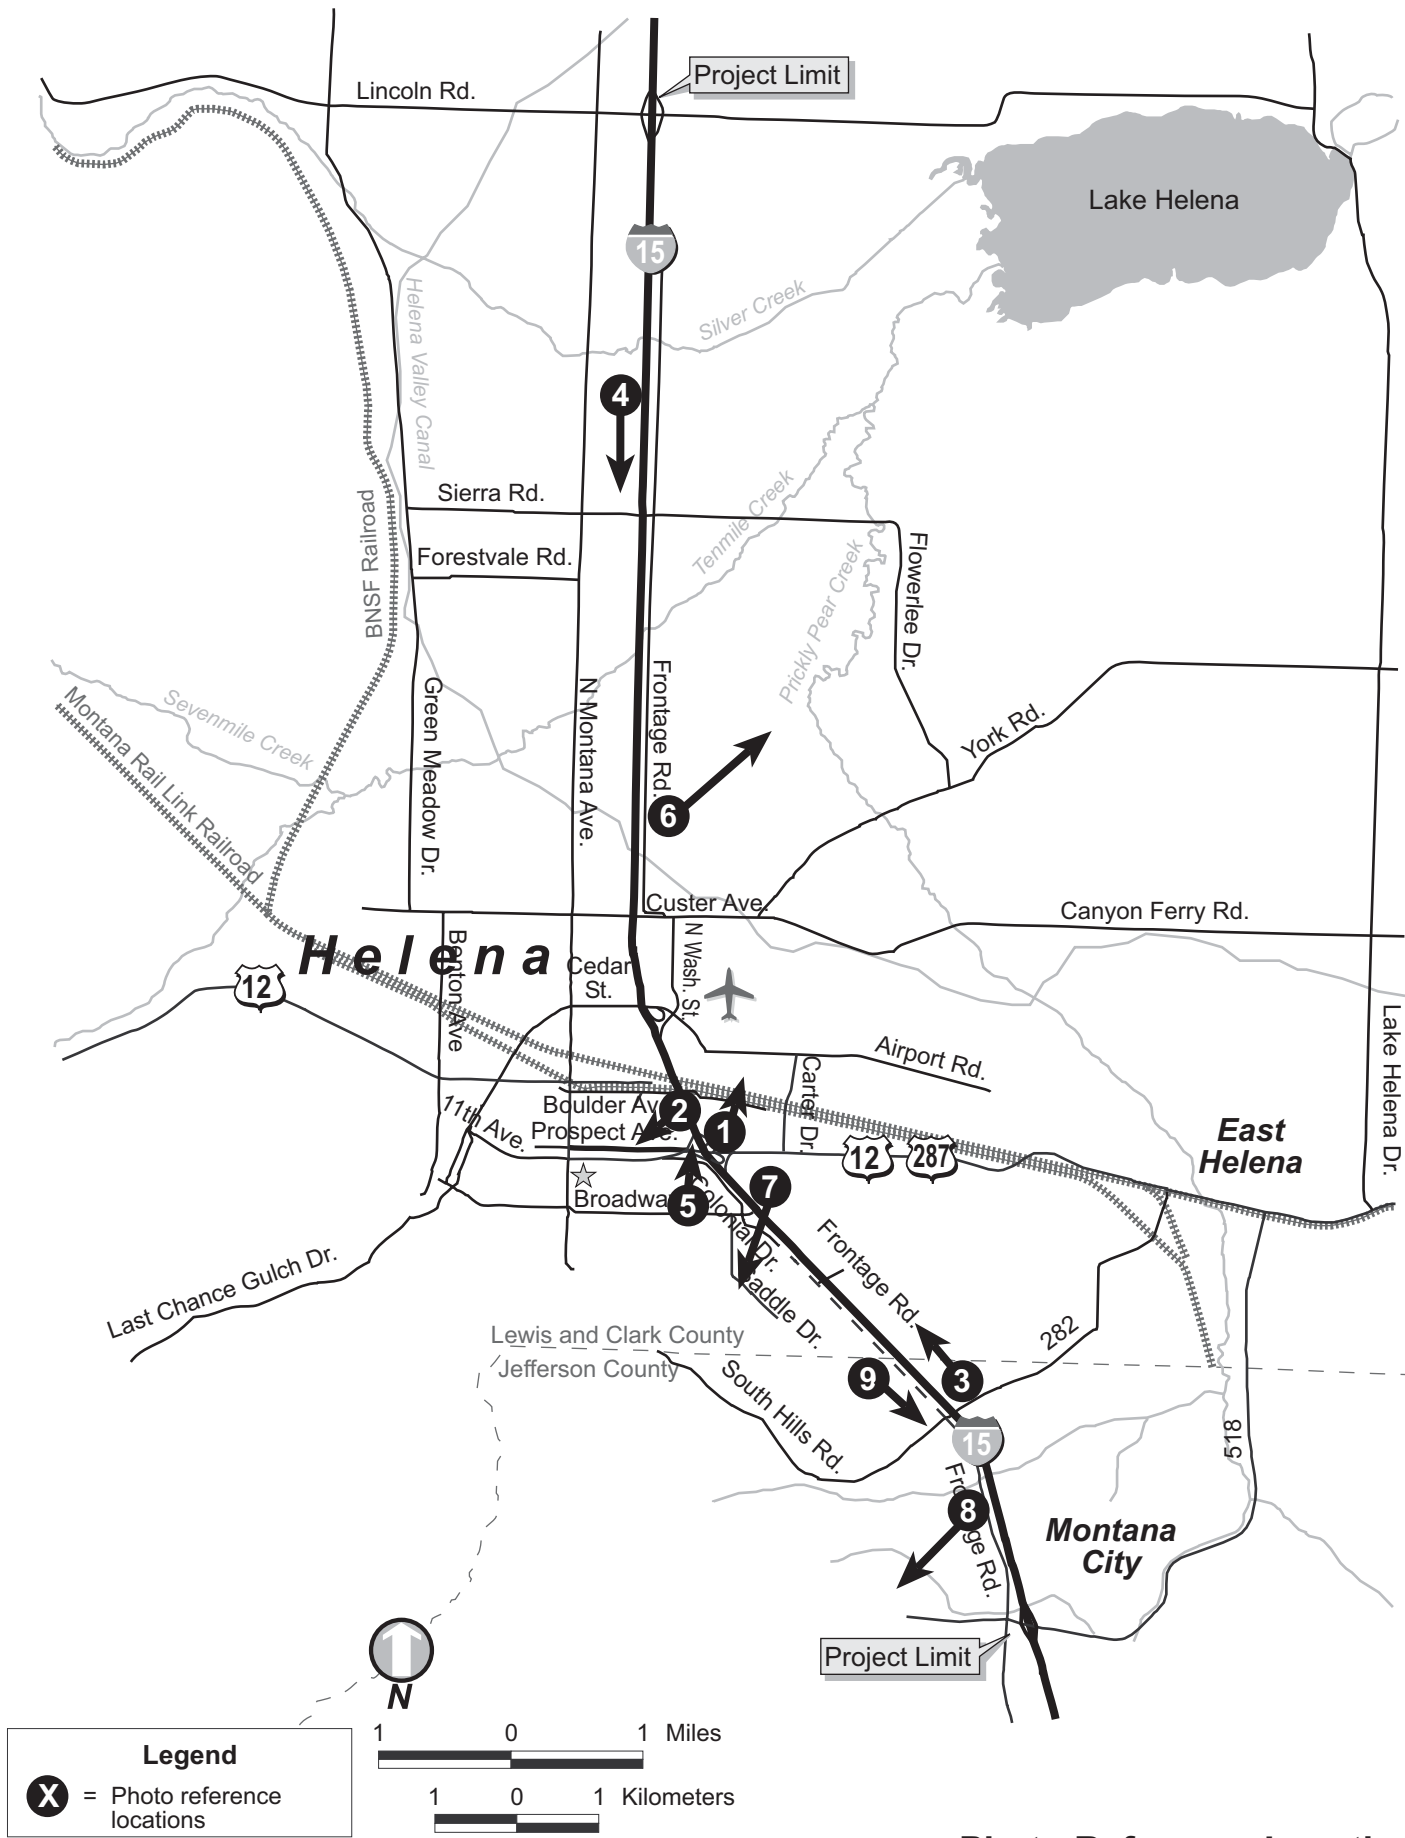 Project Limit
Lincoln Rd.
Lake Helena
15
Helena Valley Canal
Silver Creek
4
Sierra Rd.
Tenmile Creek
BNSF Railroad
Forestvale Rd.
Flowerlee Dr.
Prickly Pear Creek
Sevenmile Creek
Montana Rail Link Railroad
Green Meadow Dr.
N Montana Ave.
Frontage Rd.
York Rd.
6
Custer Ave.
Canyon Ferry Rd.
Helena
Benton Ave
Cedar
St.
N Wash. St.
12
Airport Rd.
Lake Helena Dr.
Carter Dr.
Boulder Av
2
11th Ave.
Prospect Ave.
1
12
287
East
Helena
7
Broadway
5
Colonial Dr.
Frontage Rd.
Last Chance Gulch Dr.
Saddle Dr.
Lewis and Clark County
Jefferson County
282
South Hills Rd.
9
3
15
518
Frontage Rd.
8
Montana
City
Project Limit
N
1 0 1 Miles
1 0 1 Kilometers
Legend
X = Photo reference
locations